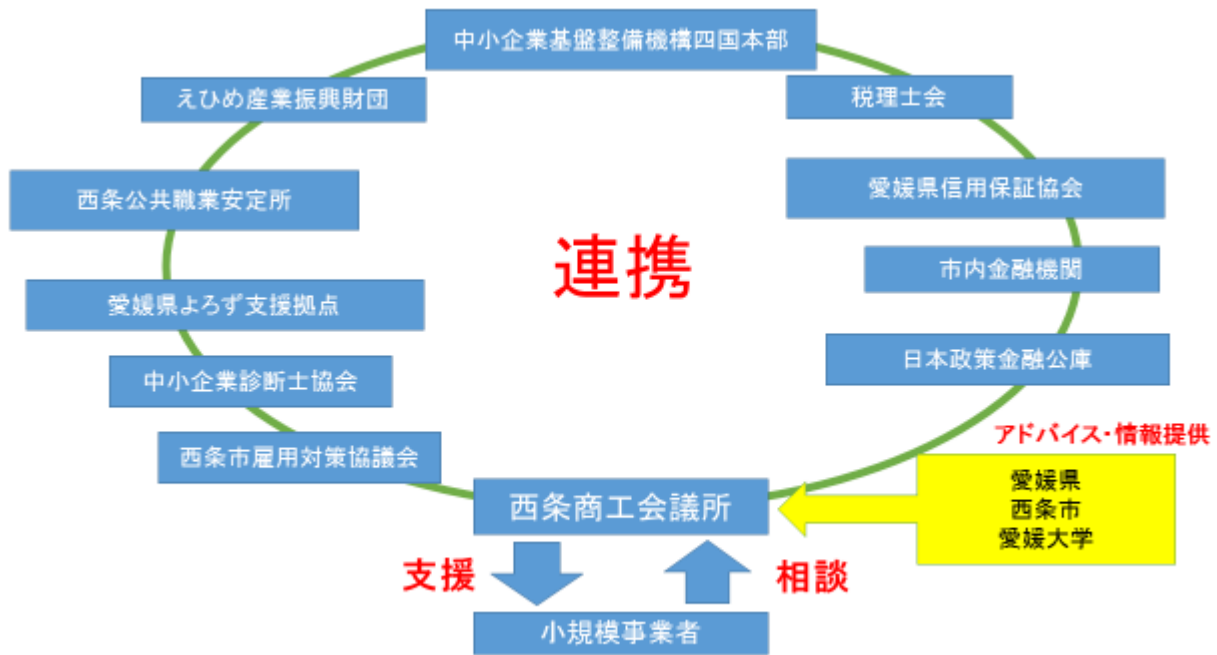 中小企業基盤整備機構四国本部
えひめ産業振興財団
税理士会
西条公共職業安定所
愛媛県信用保証協会
連携
市内金融機関
愛媛県よろず支援拠点
日本政策金融公庫
中小企業診断士協会
アドバイス・情報提供
西条市雇用対策協議会
愛媛県
西条市
愛媛大学
西条商工会議所
支援
相談
小規模事業者